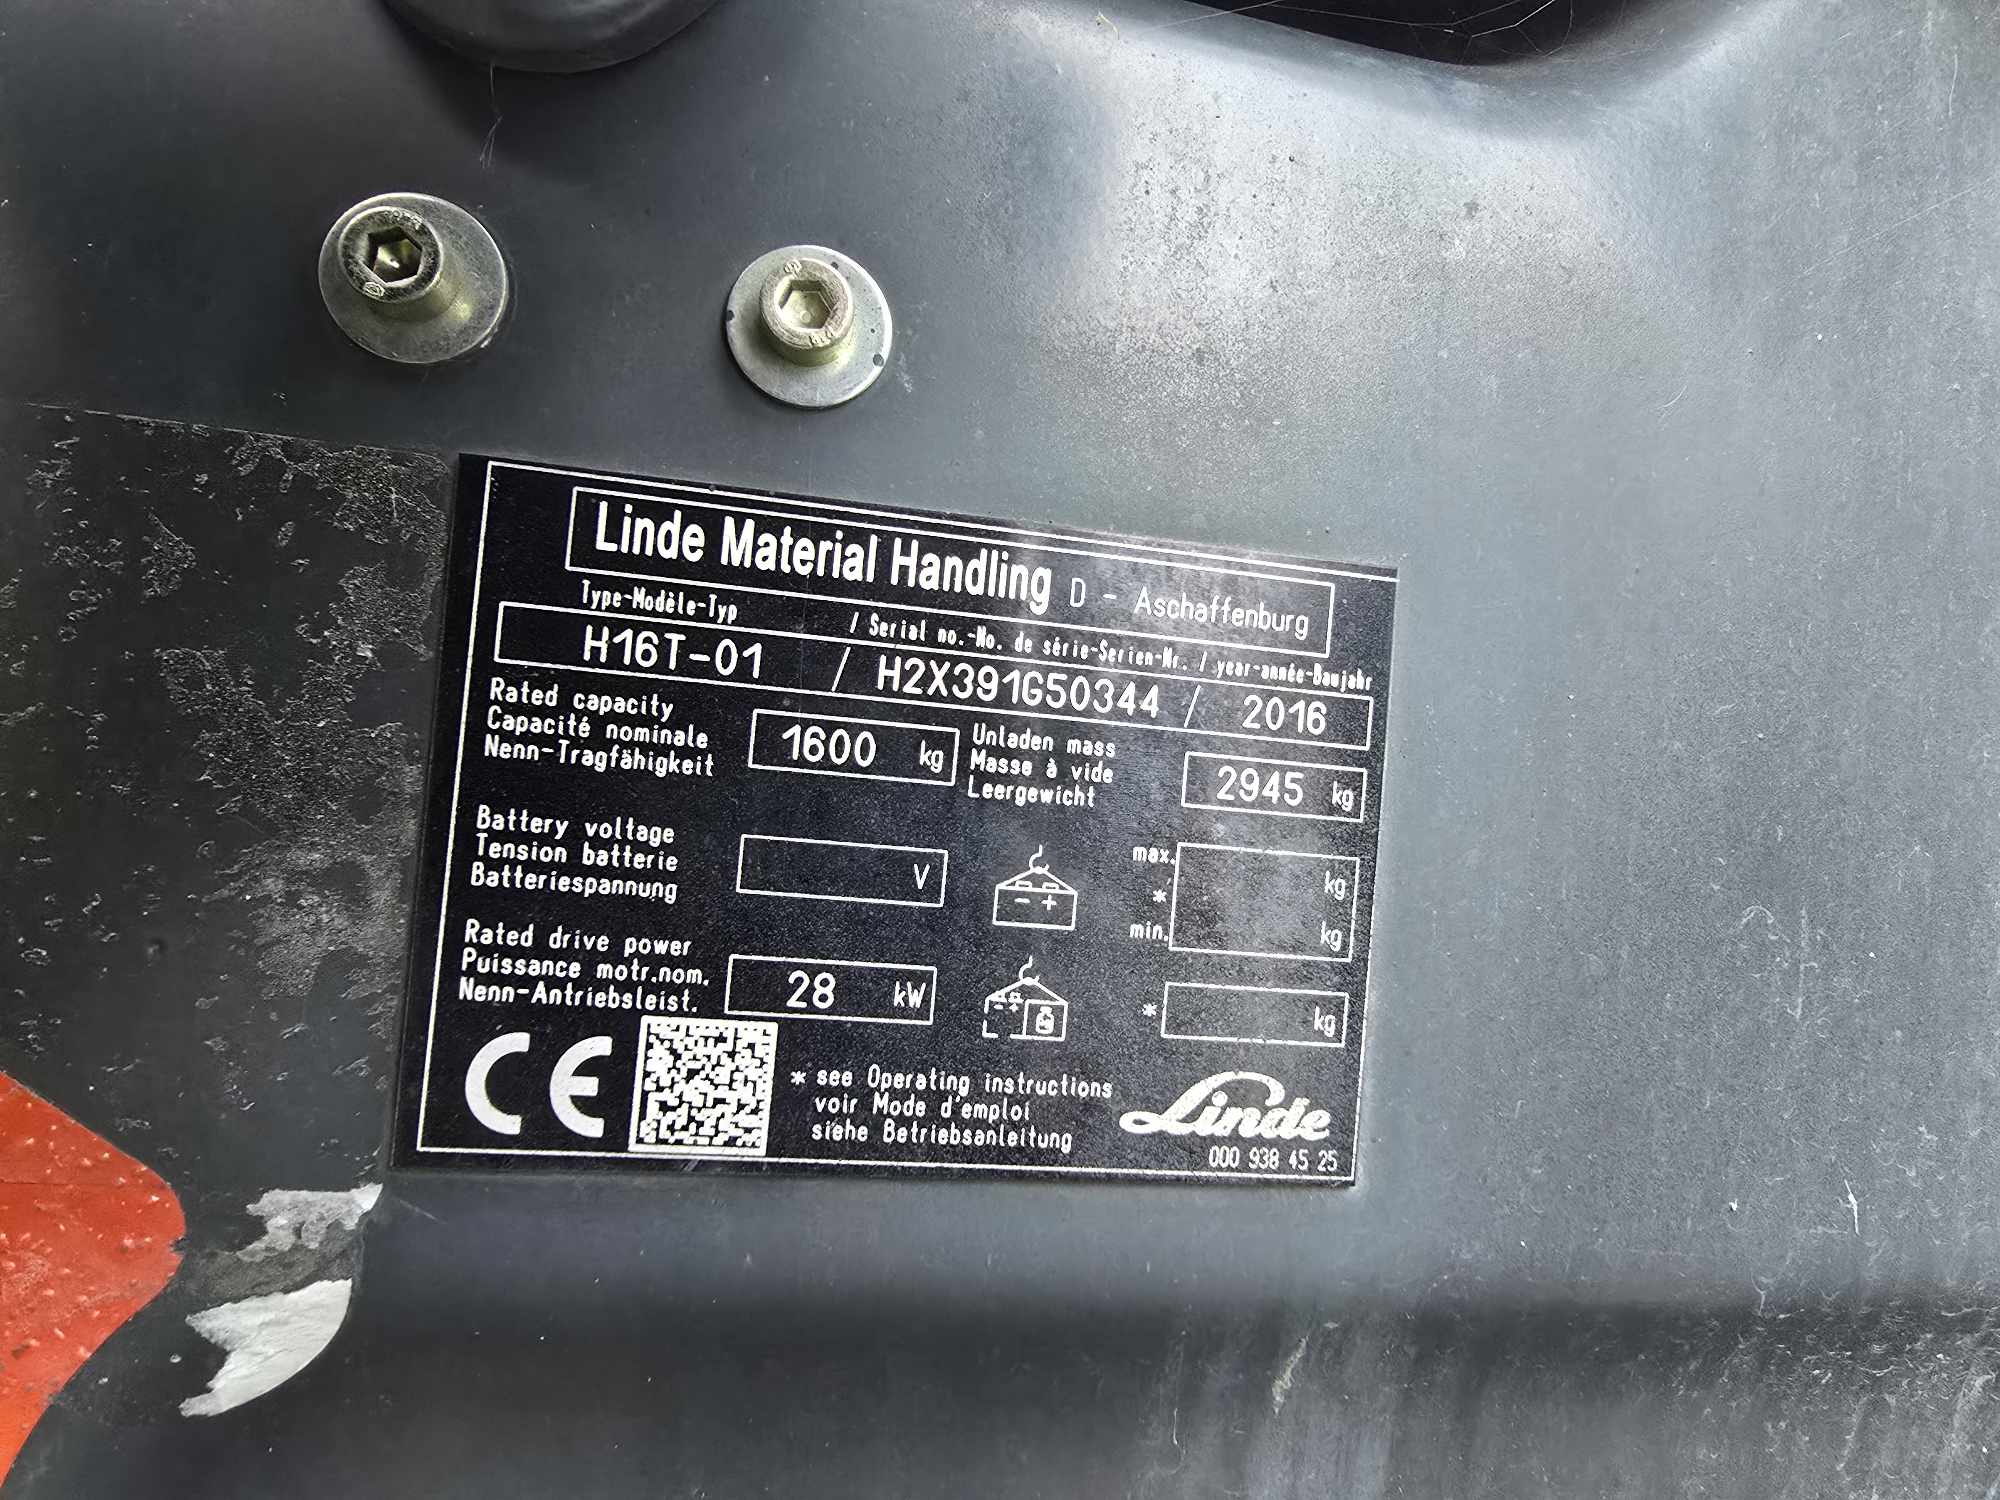 Linde Material Handling D - Aschaffenburg
Type-Modèle-Typ / Serial no.-No. de série-Serien-Nr. / year-année-Baujahr
H16T-01 / H2X391G50344 / 2016
Rated capacity
Capacité nominale
Nenn-Tragfähigkeit
1600 kg
Unladen mass
Masse à vide
Leergewicht
2945 kg
Battery voltage
Tension batterie
Batteriespannung
V
- +
max. kg
*
min. kg
Rated drive power
Puissance motr.nom.
Nenn-Antriebsleist.
28 kW
- +
* kg
CE
* see Operating instructions
voir Mode d'emploi
siehe Betriebsanleitung
Linde
000 938 45 25